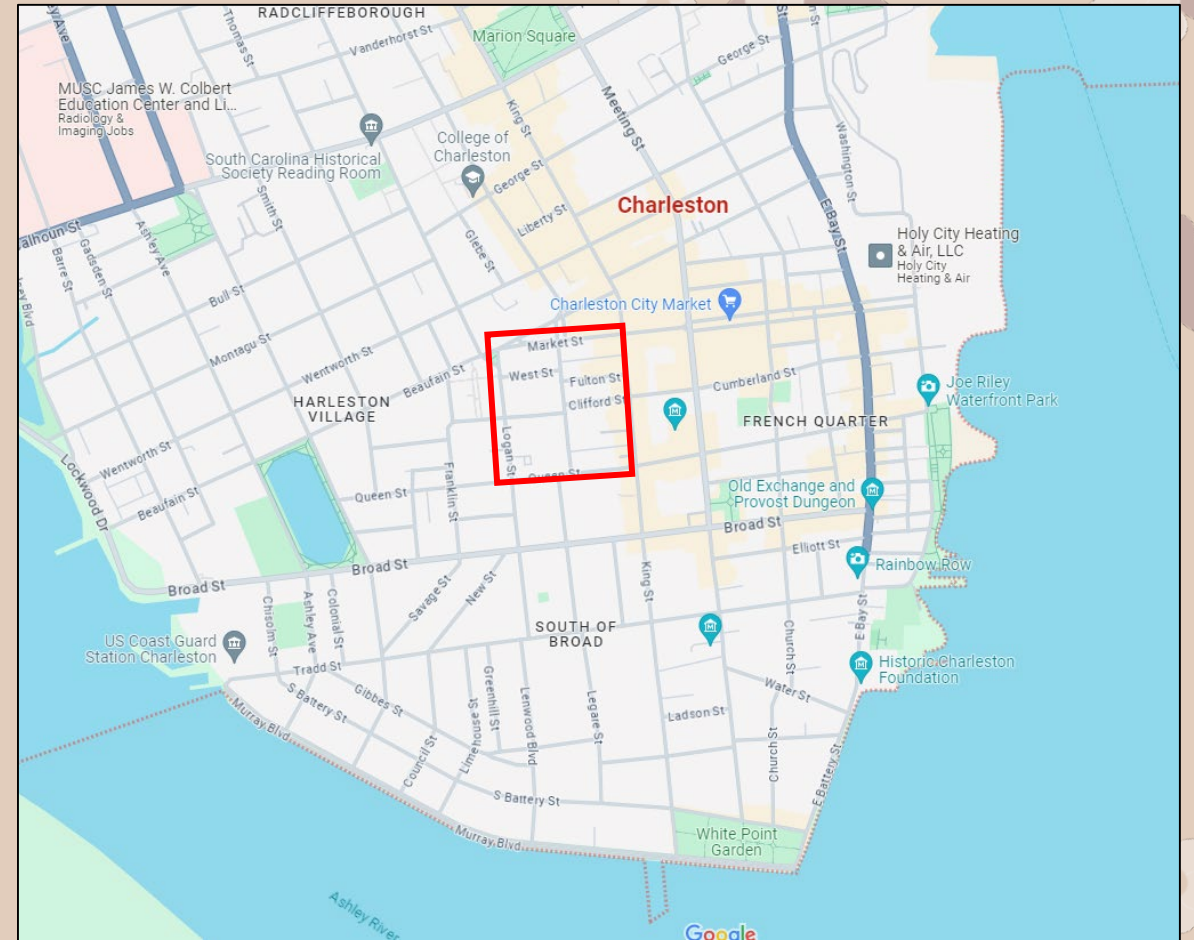 RADCLIFFEBOROUGH
Marion Square
Thomas St
Vanderhorst St
George St
MUSC James W. Colbert
Education Center and Li...
Radiology &
Imaging Jobs
King St
Meeting St
College of
Charleston
South Carolina Historical
Society Reading Room
George St
Washington St
Smith St
Charleston
Liberty St
E Bay St
Calhoun St
Ashley Ave
Gadsden St
Barre St
Glebe St
Holy City Heating
& Air, LLC
Holy City
Heating & Air
Bull St
Charleston City Market
Montagu St
Market St
Wentworth St
Beaufain St
West St
Fulton St
Cumberland St
Clifford St
Joe Riley
Waterfront Park
HARLESTON
VILLAGE
FRENCH QUARTER
Logan St
Wentworth St
Lockwood Dr
Franklin St
Queen St
Queen St
Beaufain St
Old Exchange and
Provost Dungeon
Broad St
Elliott St
Broad St
Rainbow Row
King St
Broad St
Savage St
New St
Chisolm St
Ashley Ave
Colonial St
SOUTH OF
BROAD
E Bay St
Church St
US Coast Guard
Station Charleston
Tradd St
Historic Charleston
Foundation
S Battery St
Gibbes St
Greenhill St
Lenwood Blvd
Legare St
Water St
Ladson St
Murray Blvd
Council St
Limehouse St
Church St
E Battery St
S Battery St
Murray Blvd
White Point
Garden
Ashley River
Google